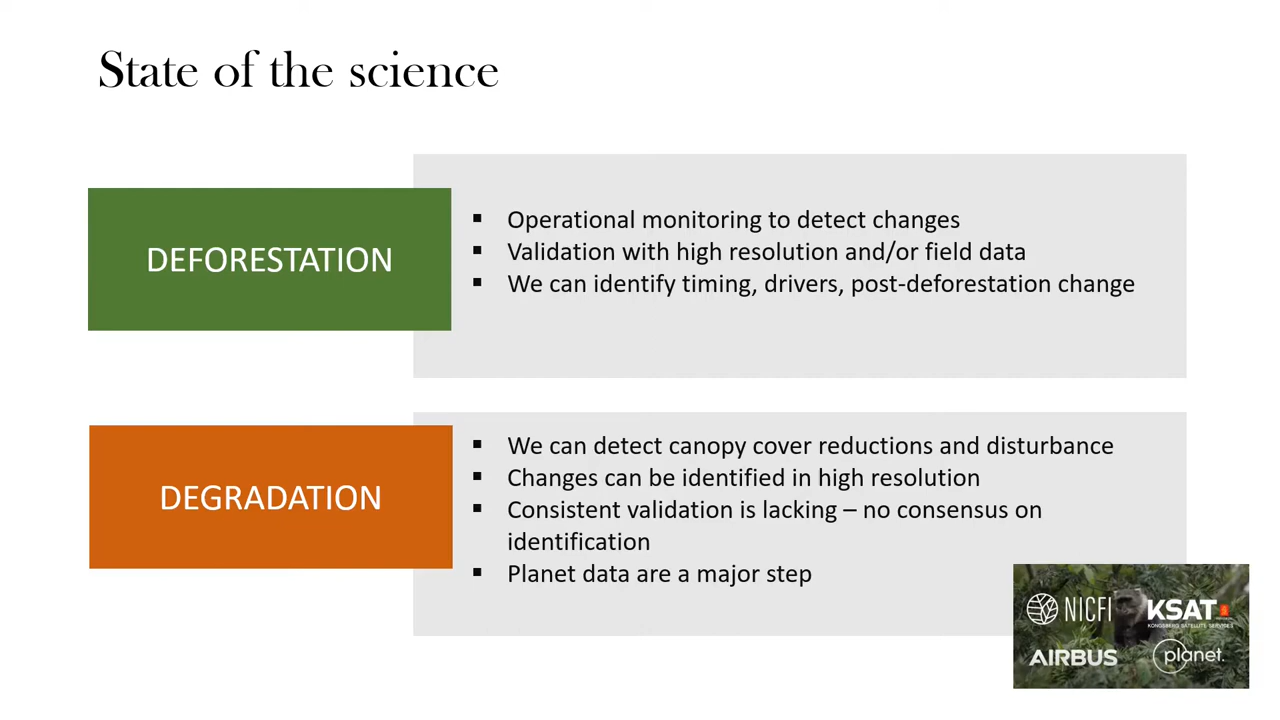 State of the science
DEFORESTATION
▪ Operational monitoring to detect changes
▪ Validation with high resolution and/or field data
▪ We can identify timing, drivers, post-deforestation change
DEGRADATION
▪ We can detect canopy cover reductions and disturbance
▪ Changes can be identified in high resolution
▪ Consistent validation is lacking – no consensus on
identification
▪ Planet data are a major step
NICFI
KSAT
KONGSBERG SATELLITE SERVICES
AIRBUS
planet.